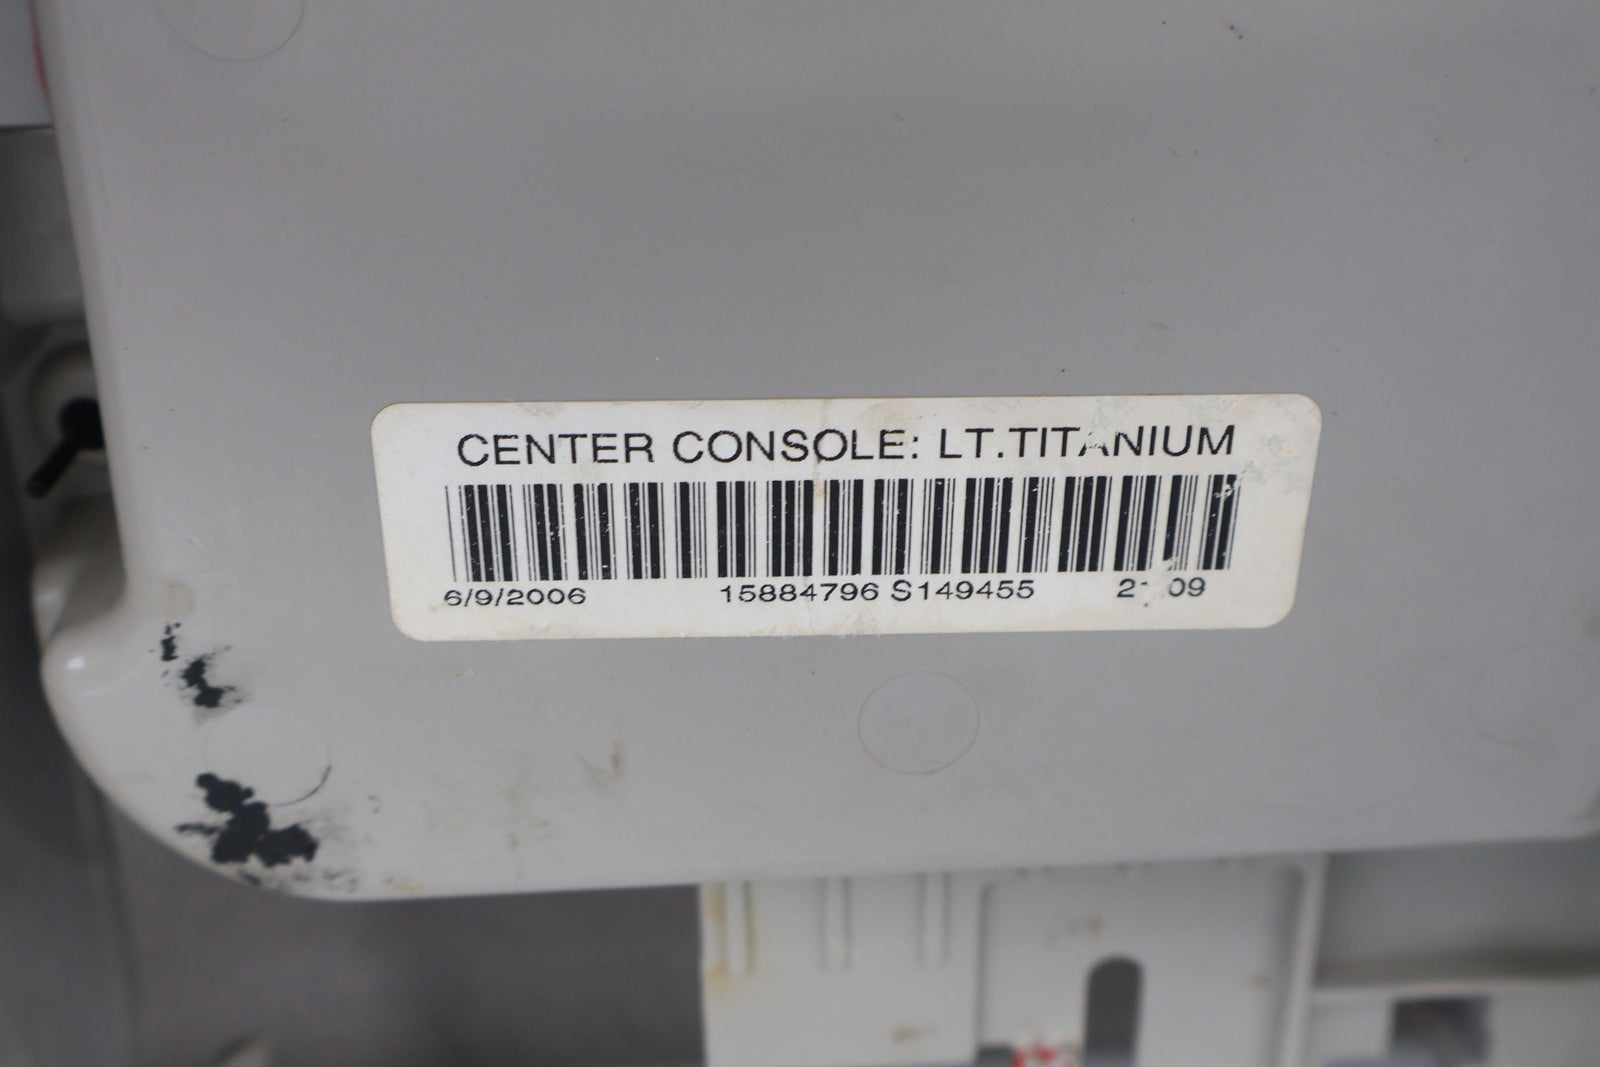 CENTER CONSOLE: LT.TITANIUM
6/9/2006 15884796 S149455